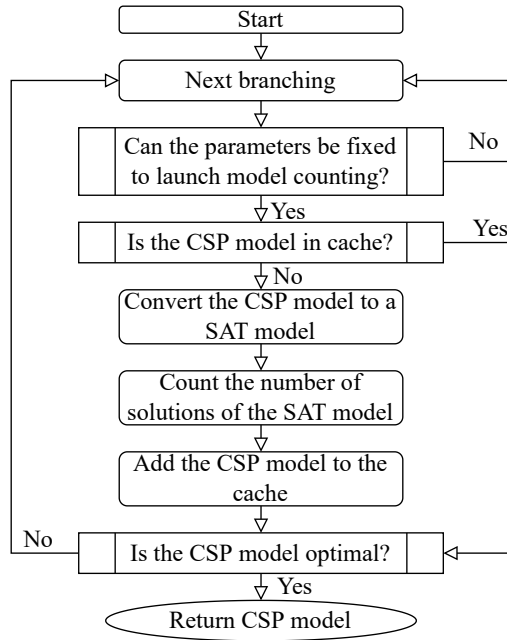 Start
Next branching
Can the parameters be fixed
to launch model counting?
No
Yes
Is the CSP model in cache?
Yes
No
Convert the CSP model to a
SAT model
Count the number of
solutions of the SAT model
Add the CSP model to the
cache
No
Is the CSP model optimal?
Yes
Return CSP model